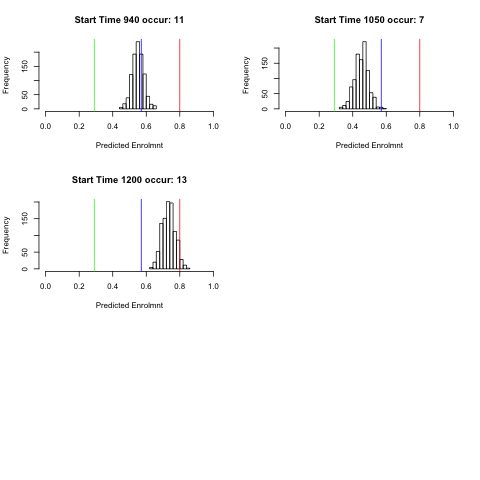 Start Time 940 occur: 11
Frequency
0 50 150
0.0 0.2 0.4 0.6 0.8 1.0
Predicted Enrolmnt
Start Time 1050 occur: 7
Frequency
0 50 150
0.0 0.2 0.4 0.6 0.8 1.0
Predicted Enrolmnt
Start Time 1200 occur: 13
Frequency
0 50 150
0.0 0.2 0.4 0.6 0.8 1.0
Predicted Enrolmnt